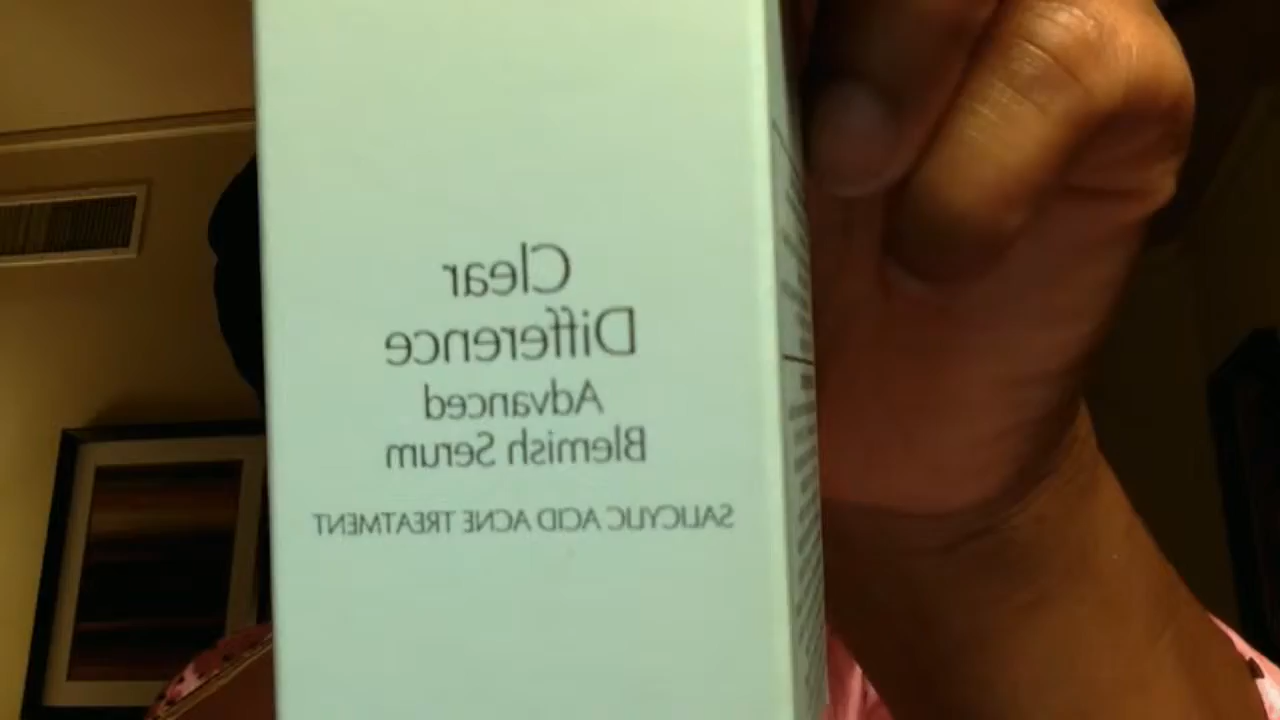 Clear
Difference
Advanced
Blemish Serum
SALICYLIC ACID ACNE TREATMENT